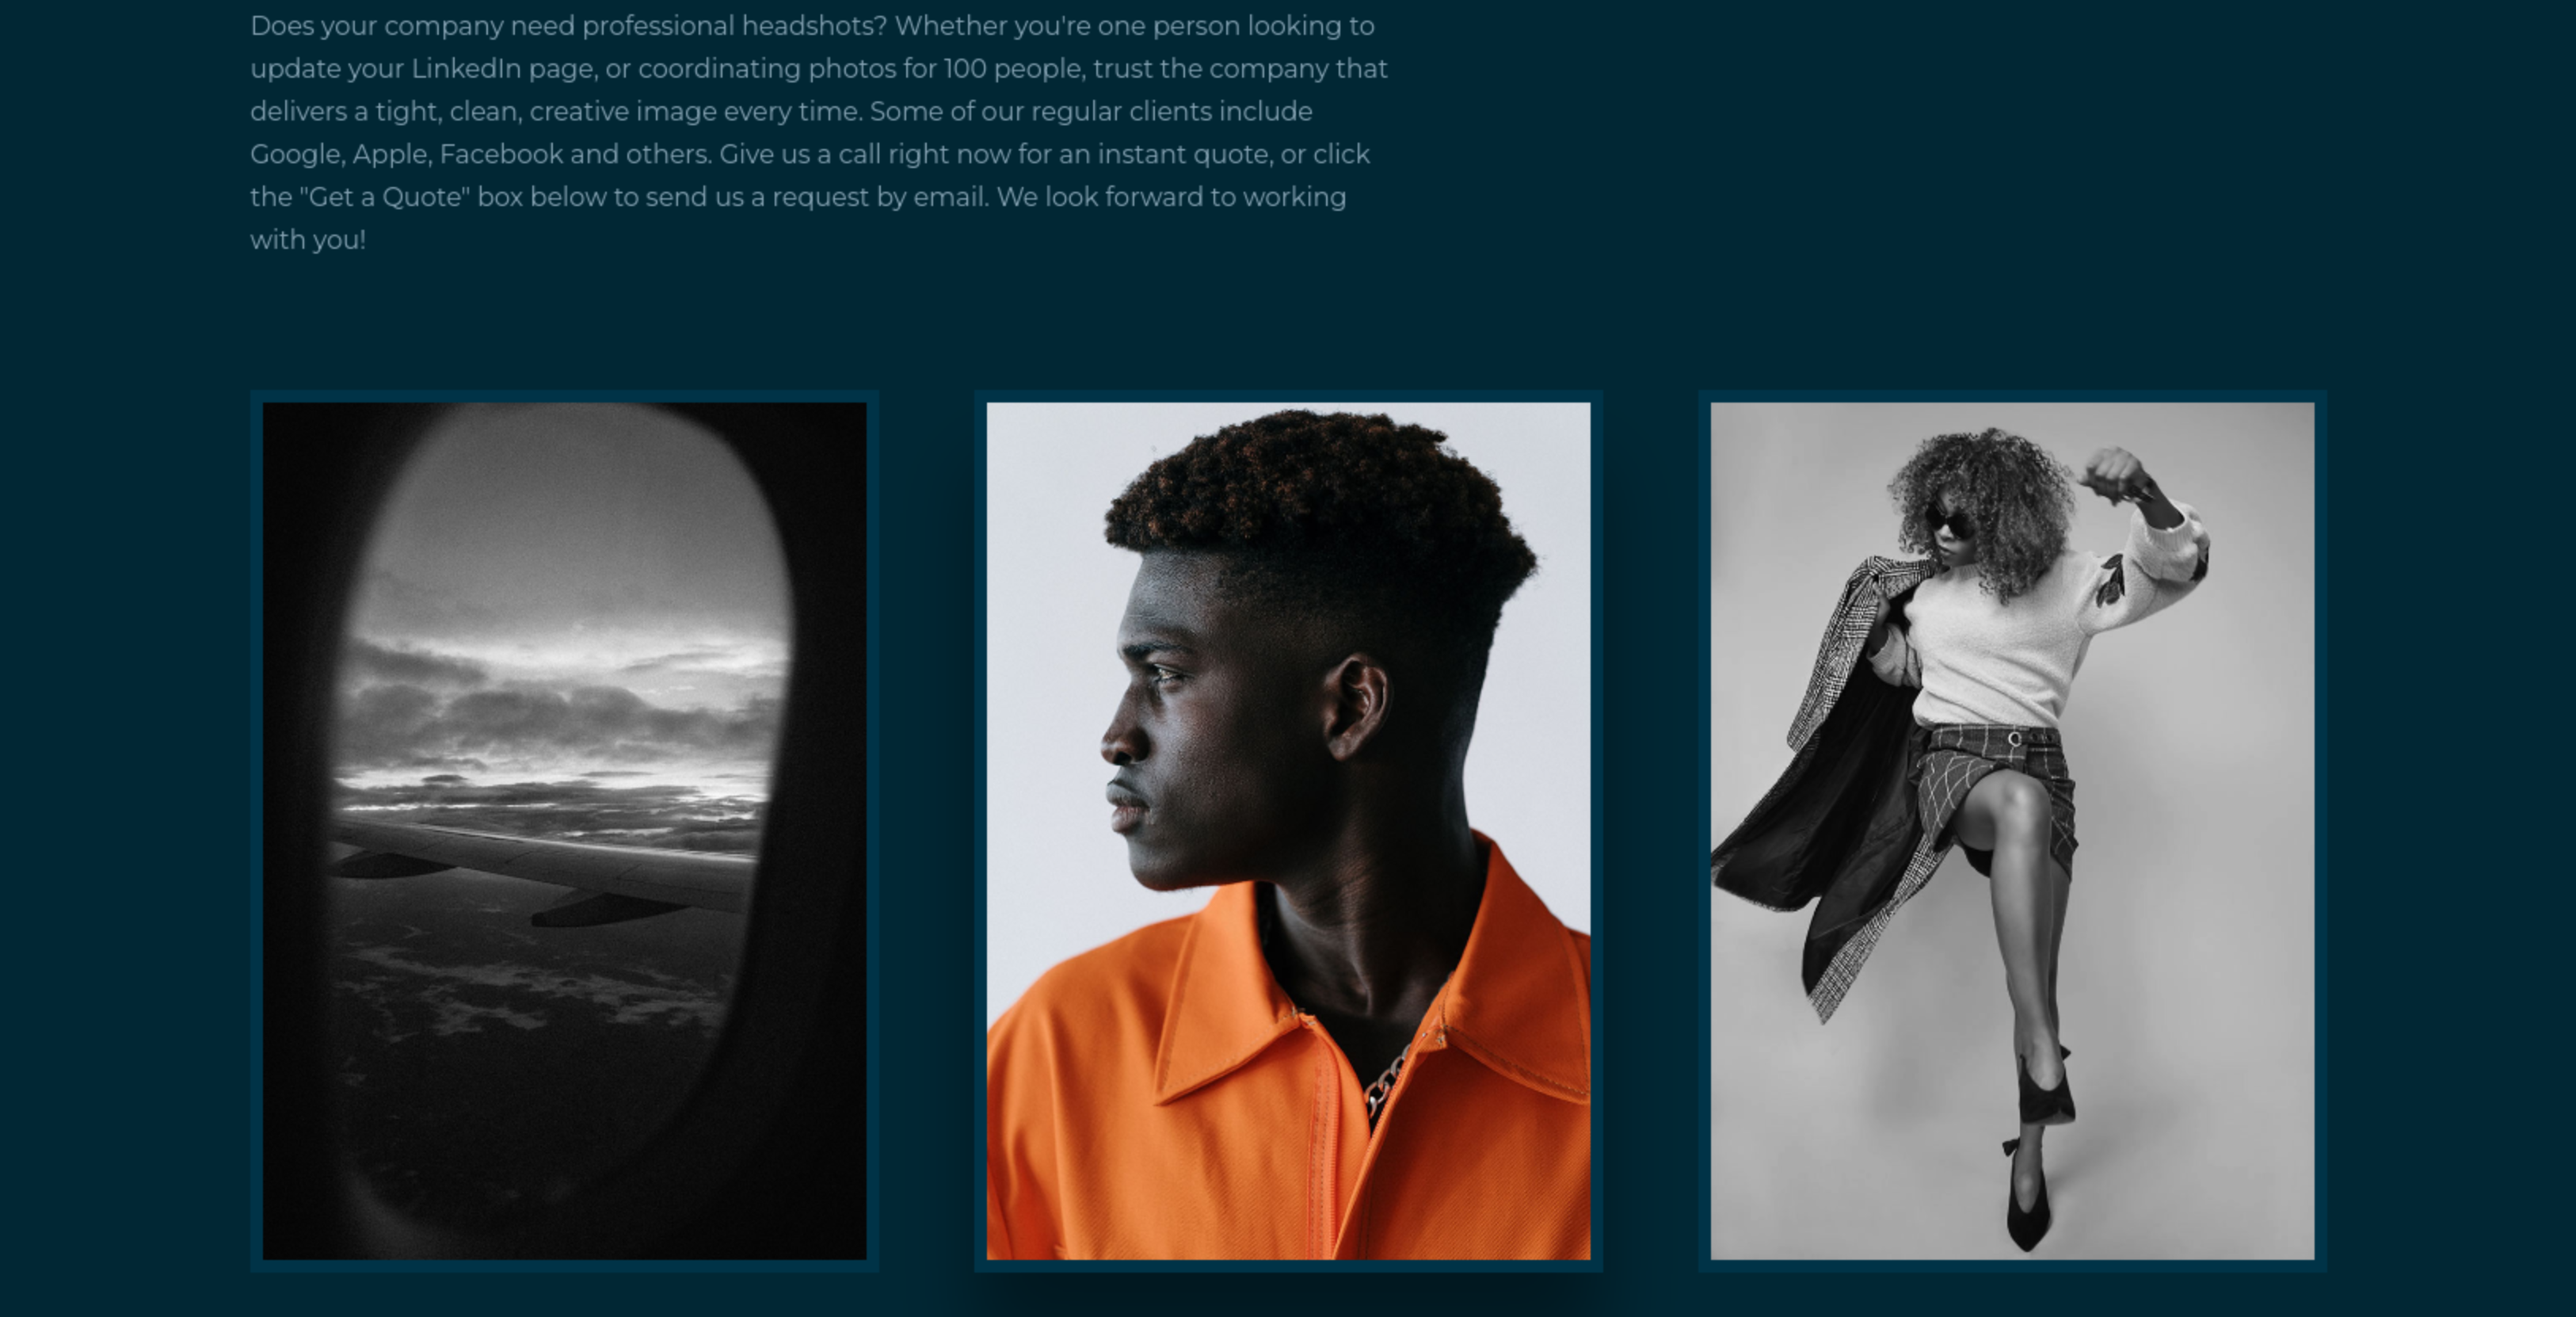 Does your company need professional headshots? Whether you're one person looking to
update your LinkedIn page, or coordinating photos for 100 people, trust the company that
delivers a tight, clean, creative image every time. Some of our regular clients include
Google, Apple, Facebook and others. Give us a call right now for an instant quote, or click
the "Get a Quote" box below to send us a request by email. We look forward to working
with you!